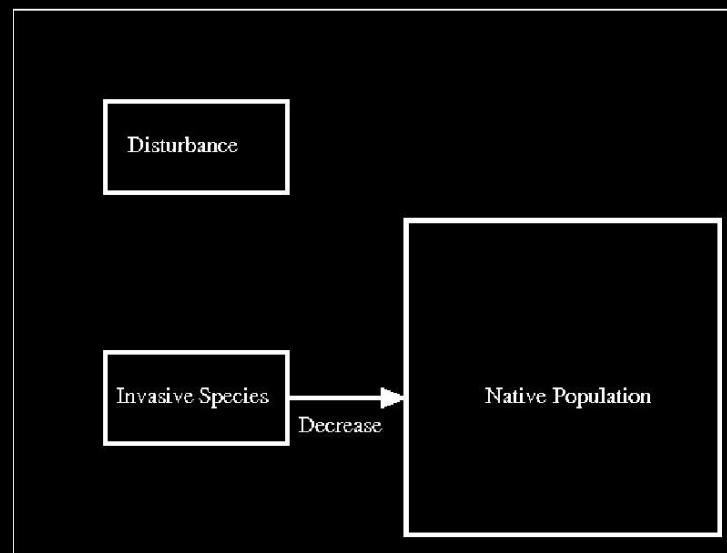 Disturbance
Invasive Species
Decrease
Native Population